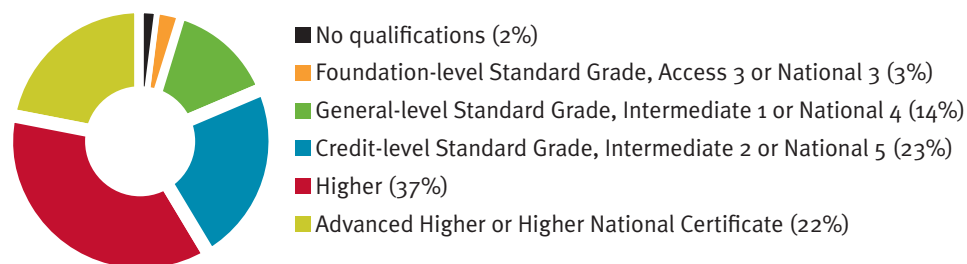 No qualifications (2%)
Foundation-level Standard Grade, Access 3 or National 3 (3%)
General-level Standard Grade, Intermediate 1 or National 4 (14%)
Credit-level Standard Grade, Intermediate 2 or National 5 (23%)
Higher (37%)
Advanced Higher or Higher National Certificate (22%)